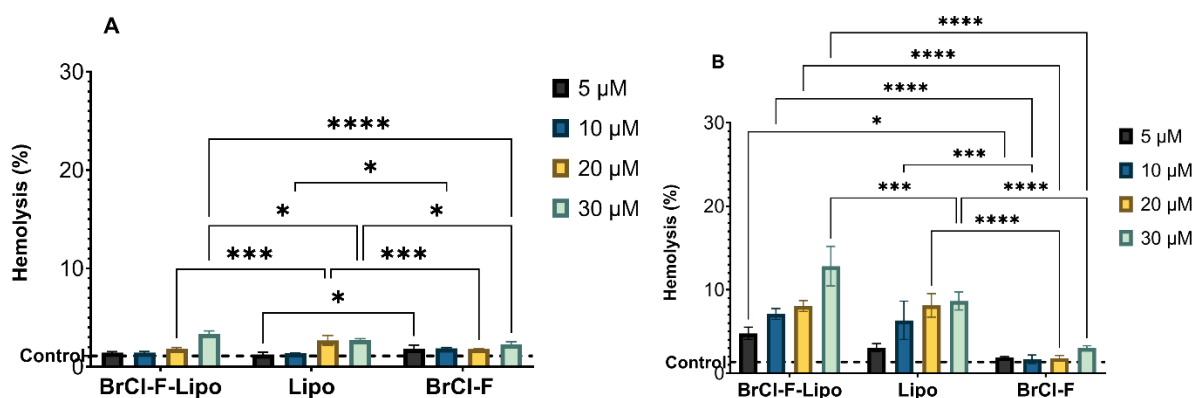 A
Hemolysis (%)
30
20
10
0
Control
****
*
*
*
***
***
*
5 µM
10 µM
20 µM
30 µM
BrCl-F-Lipo
Lipo
BrCl-F
B
Hemolysis (%)
30
20
10
5
0
Control
****
****
****
*
***
***
****
****
5 µM
10 µM
20 µM
30 µM
BrCl-F-Lipo
Lipo
BrCl-F